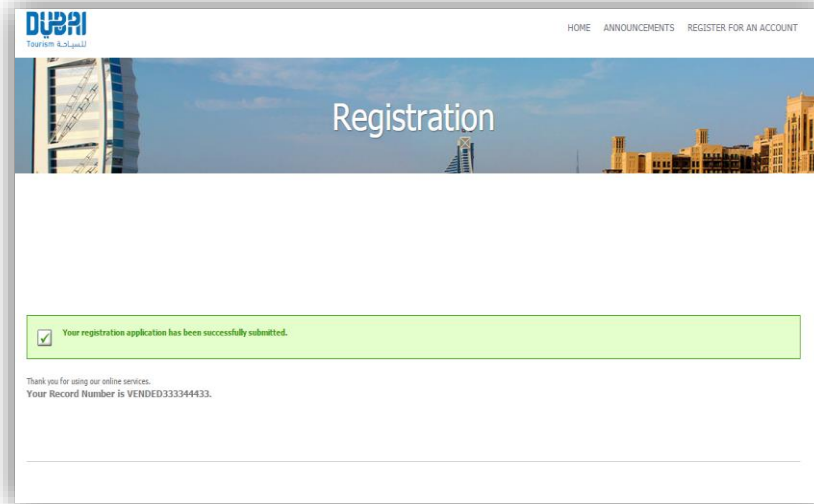 DUBAI
Tourism للسياحة
HOME ANNOUNCEMENTS REGISTER FOR AN ACCOUNT
Registration
Your registration application has been successfully submitted.
Thank you for using our online services.
Your Record Number is VENDED333344433.